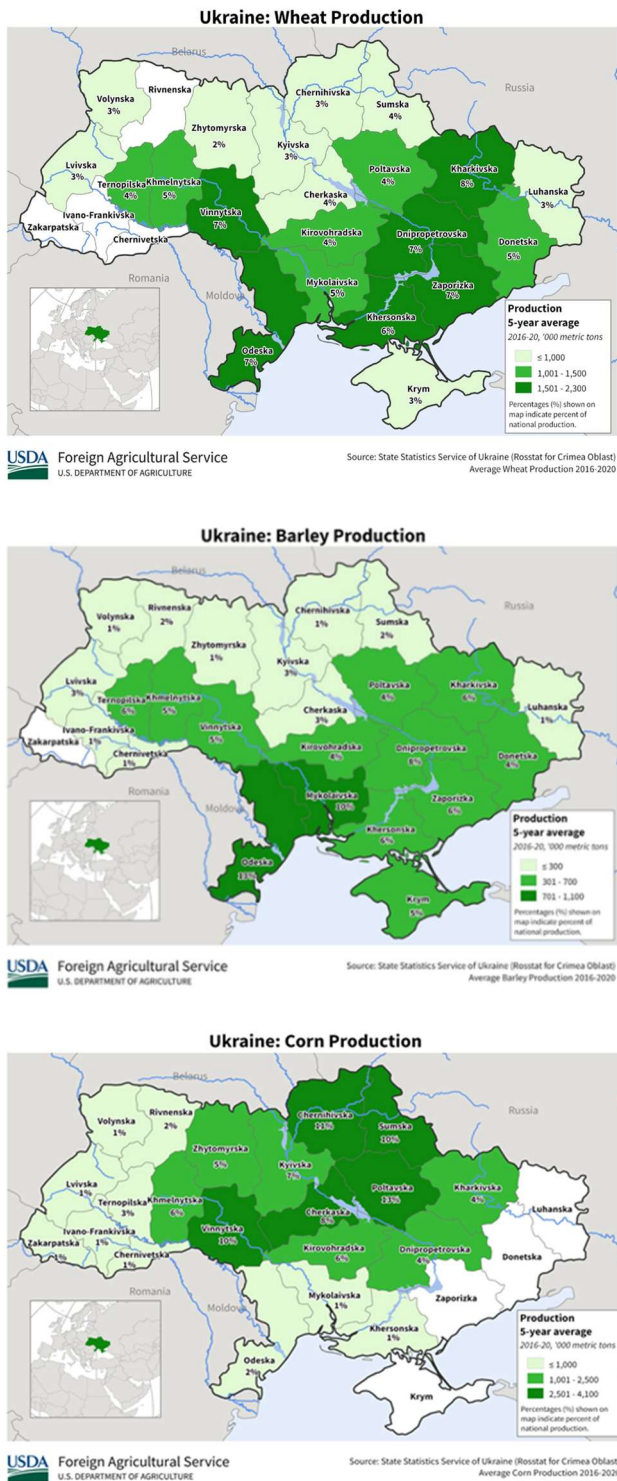 Ukraine: Wheat Production
Belarus
Russia
Volynska
3%
Rivnenska
Chernihivska
3%
Sumska
4%
Zhytomyrska
2%
Kyivska
3%
Lvivska
3%
Ternopilska
4%
Khmelnytska
5%
Poltavska
4%
Kharkivska
8%
Luhanska
3%
Cherkaska
4%
Ivano-Frankivska
Zakarpatska
Chernivetska
Vinnytska
7%
Kirovohradska
4%
Dnipropetrovska
7%
Donetska
5%
Romania
Moldova
Mykolaivska
5%
Zaporizka
7%
Khersonska
6%
Odeska
7%
Krym
3%
Production
5-year average
2016-20, '000 metric tons
≤ 1,000
1,001 - 1,500
1,501 - 2,300
Percentages (%) shown on
map indicate percent of
national production.
USDA
Foreign Agricultural Service
U.S. DEPARTMENT OF AGRICULTURE
Source: State Statistics Service of Ukraine (Rosstat for Crimea Oblast)
Average Wheat Production 2016-2020
Ukraine: Barley Production
Belarus
Russia
Volynska
1%
Rivnenska
2%
Chernihivska
1%
Sumska
2%
Zhytomyrska
1%
Kyivska
3%
Lvivska
3%
Ternopilska
6%
Khmelnytska
5%
Poltavska
4%
Kharkivska
6%
Luhanska
1%
Cherkaska
3%
Ivano-Frankivska
1%
Zakarpatska
Chernivetska
1%
Vinnytska
5%
Kirovohradska
4%
Dnipropetrovska
8%
Donetska
4%
Romania
Moldova
Mykolaivska
10%
Zaporizka
6%
Khersonska
6%
Odeska
Krym
5%
Production
5-year average
2016-20, '000 metric tons
≤ 300
301 - 700
701 - 1,100
Percentages (%) shown on
map indicate percent of
national production.
USDA
Foreign Agricultural Service
U.S. DEPARTMENT OF AGRICULTURE
Source: State Statistics Service of Ukraine (Rosstat for Crimea Oblast)
Average Barley Production 2016-2020
Ukraine: Corn Production
Belarus
Russia
Volynska
1%
Rivnenska
2%
Chernihivska
11%
Sumska
10%
Zhytomyrska
5%
Kyivska
7%
Lvivska
1%
Ternopilska
3%
Khmelnytska
6%
Poltavska
13%
Kharkivska
4%
Luhanska
Cherkaska
8%
Ivano-Frankivska
1%
Zakarpatska
1%
Chernivetska
1%
Vinnytska
10%
Kirovohradska
6%
Dnipropetrovska
4%
Donetska
Romania
Moldova
Mykolaivska
1%
Zaporizka
Khersonska
1%
Odeska
2%
Krym
Production
5-year average
2016-20, '000 metric tons
≤ 1,000
1,001 - 2,500
2,501 - 4,100
Percentages (%) shown on
map indicate percent of
national production.
USDA
Foreign Agricultural Service
U.S. DEPARTMENT OF AGRICULTURE
Source: State Statistics Service of Ukraine (Rosstat for Crimea Oblast)
Average Corn Production 2016-2020